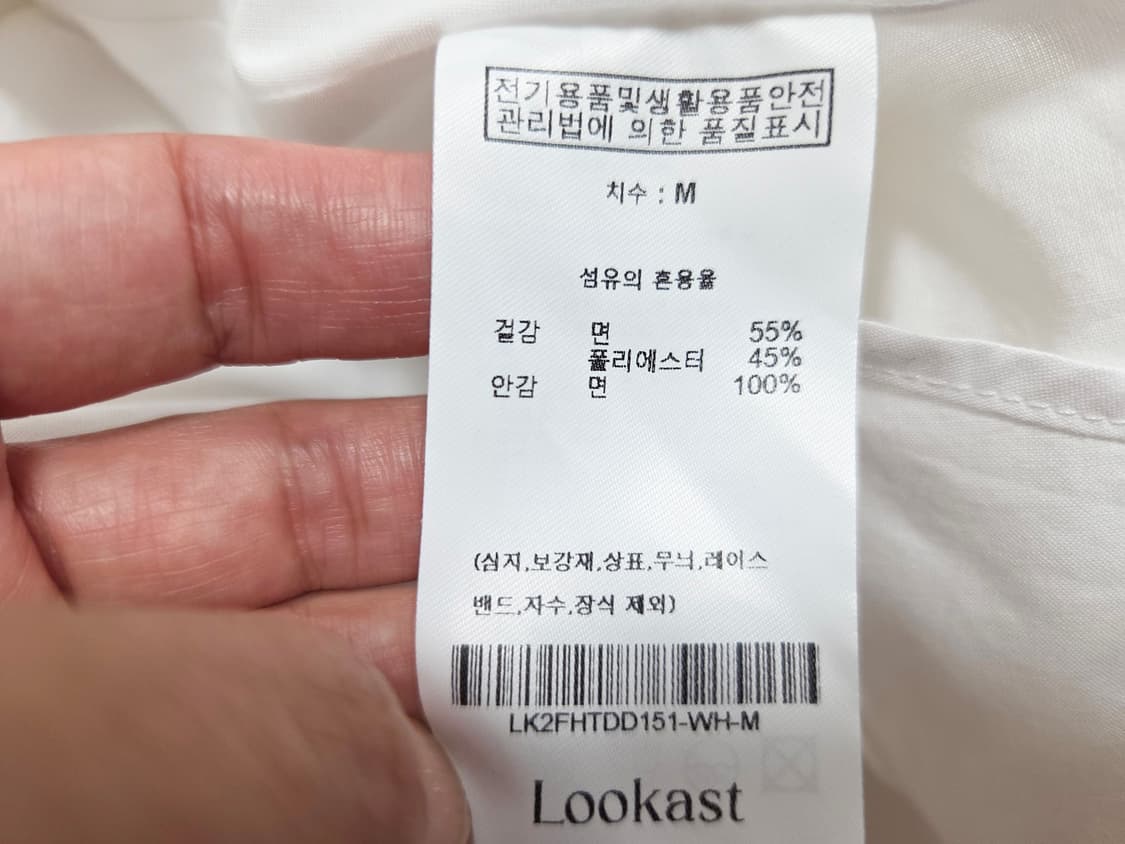 전기용품및생활용품안전
관리법에 의한 품질표시
치수 : M
섬유의 혼용율
겉감 면 55%
폴리에스터 45%
안감 면 100%
(심지,보강재,상표,무늬,레이스
밴드,자수,장식 제외)
LK2FHTDD151-WH-M
Lookast